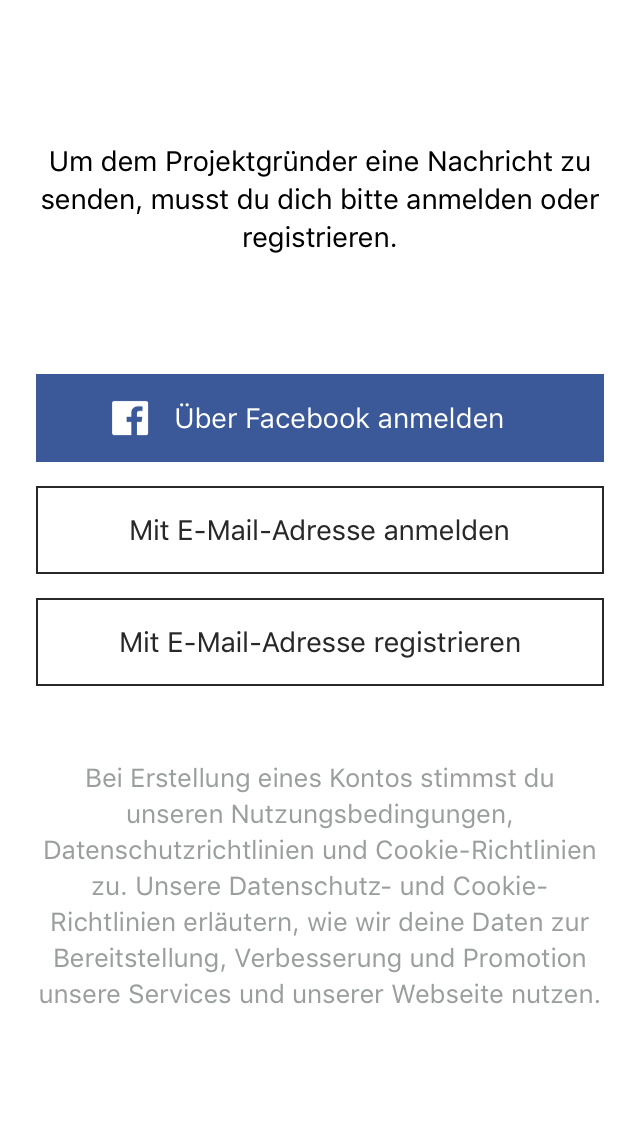 Um dem Projektgründer eine Nachricht zu
senden, musst du dich bitte anmelden oder
registrieren.
Über Facebook anmelden
Mit E-Mail-Adresse anmelden
Mit E-Mail-Adresse registrieren
Bei Erstellung eines Kontos stimmst du
unseren Nutzungsbedingungen,
Datenschutzrichtlinien und Cookie-Richtlinien
zu. Unsere Datenschutz- und Cookie-
Richtlinien erläutern, wie wir deine Daten zur
Bereitstellung, Verbesserung und Promotion
unsere Services und unserer Webseite nutzen.